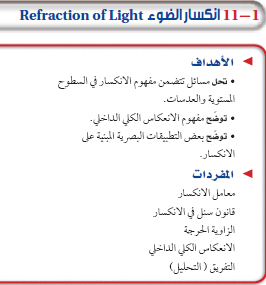 11-1 انكسار الضوء Refraction of Light
الأهداف
• تحل مسائل تتضمن مفهوم الانكسار في السطوح
المستوية والعدسات.
• توضح مفهوم الانعكاس الكلي الداخلي.
• توضح بعض التطبيقات البصرية المبنية على
الانكسار.
المفردات
معامل الانكسار
قانون سنل في الانكسار
الزاوية الحرجة
الانعكاس الكلي الداخلي
التفريق (التحليل)